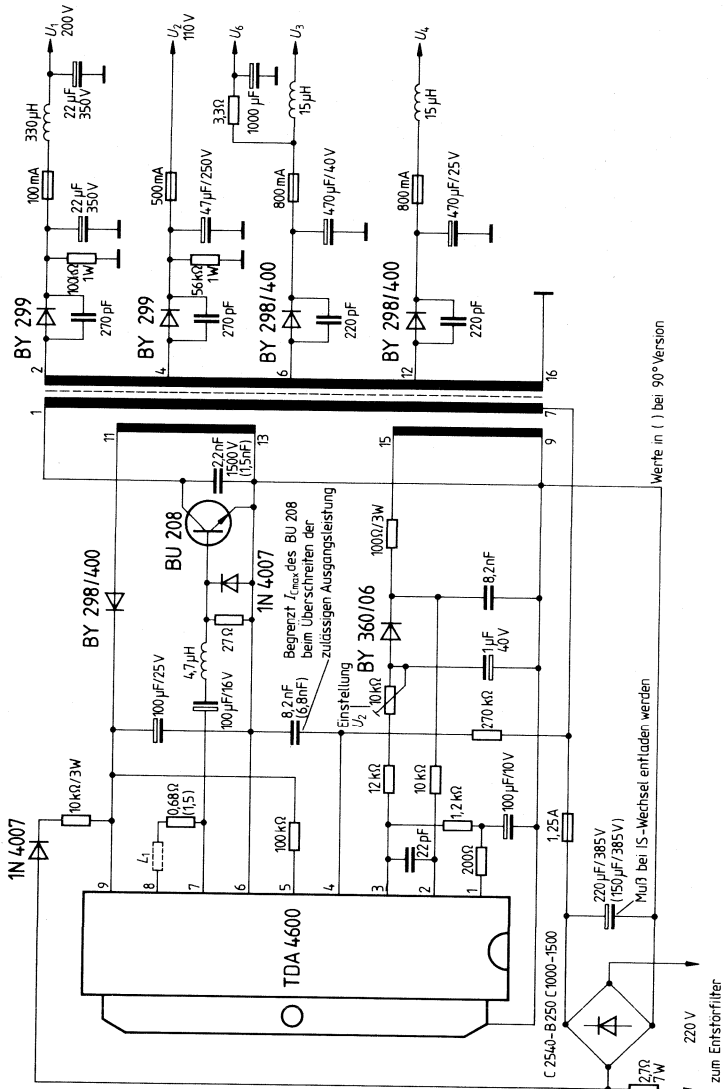 330µH
U₁
200 V
100mA
22µF
350V
22µF
350V
100kΩ
1W
BY 299
270pF
2
U₂
110V
500mA
47µF/250V
56kΩ
1W
BY 299
270pF
4
U₆
3,3Ω
1000µF
U₃
15µH
800mA
470µF/40V
BY 298/400
220pF
6
U₄
15µH
800mA
470µF/25V
BY 298/400
220pF
12
16
1
7
11
13
15
9
2,2nF
1500V
(1,5nF)
BU 208
BY 298/400
1N 4007
27Ω
4,7µH
100µF/16V
100µF/25V
8,2nF
(6,8nF)
Begrenzt I_Cmax des BU 208
beim Überschreiten der
zulässigen Ausgangsleistung
100Ω/3W
BY 360/06
8,2nF
1µF
40V
Einstellung
U₂
10kΩ
270kΩ
12kΩ
10kΩ
1,2kΩ
22pF
200Ω
100µF/10V
1N 4007
10kΩ/3W
0,68Ω
(1,5)
L₁
100kΩ
9
8
7
6
5
4
3
2
1
TDA 4600
1,25A
220µF/385V
(150µF/385V)
Muß bei IS-Wechsel entladen werden
C 2540-B250 C1000-1500
2,7Ω
7W
220 V
zum Entstörfilter
Werte in ( ) bei 90° Version